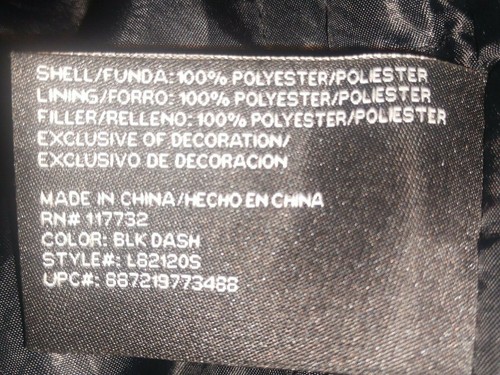 SHELL/FUNDA: 100% POLYESTER/POLIESTER
LINING/FORRO: 100% POLYESTER/POLIESTER
FILLER/RELLENO: 100% POLYESTER/POLIESTER
EXCLUSIVE OF DECORATION/
EXCLUSIVO DE DECORACION
MADE IN CHINA/HECHO EN CHINA
RN# 117732
COLOR: BLK DASH
STYLE#: L82120S
UPC#: 887219773488